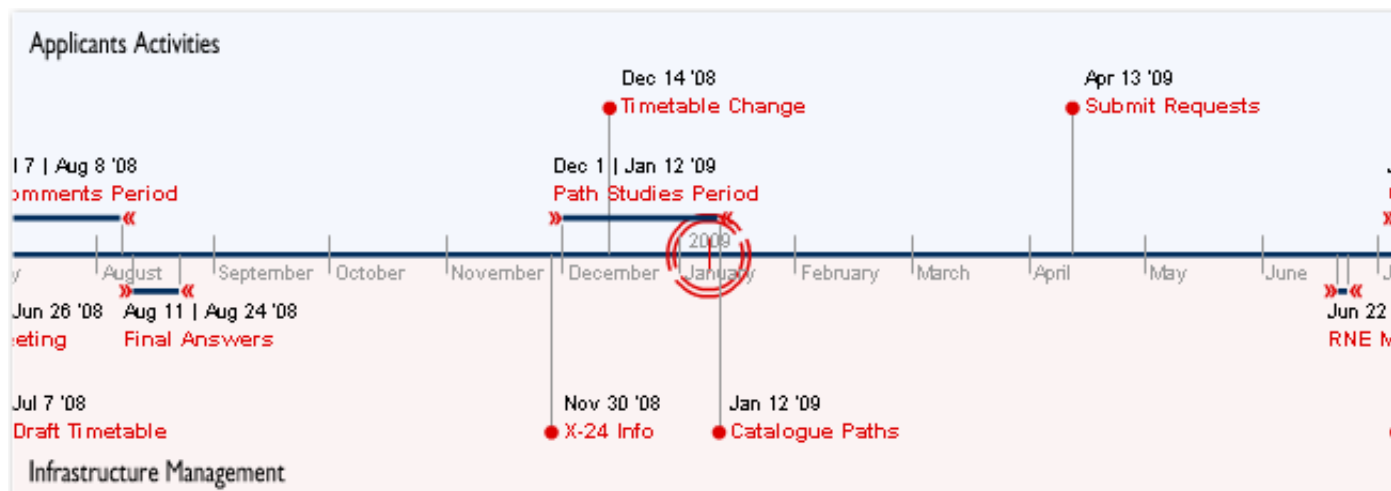 Applicants Activities
Dec 14 '08
Timetable Change
Apr 13 '09
Submit Requests
7 | Aug 8 '08
Period
Dec 1 | Jan 12 '09
Path Studies Period
2009
August
September
October
November
December
January
February
March
April
May
June
Jun 26 '08
Aug 11 | Aug 24 '08
Final Answers
Jun 22
RNE
Jul 7 '08
Draft Timetable
Nov 30 '08
X-24 Info
Jan 12 '09
Catalogue Paths
Infrastructure Management